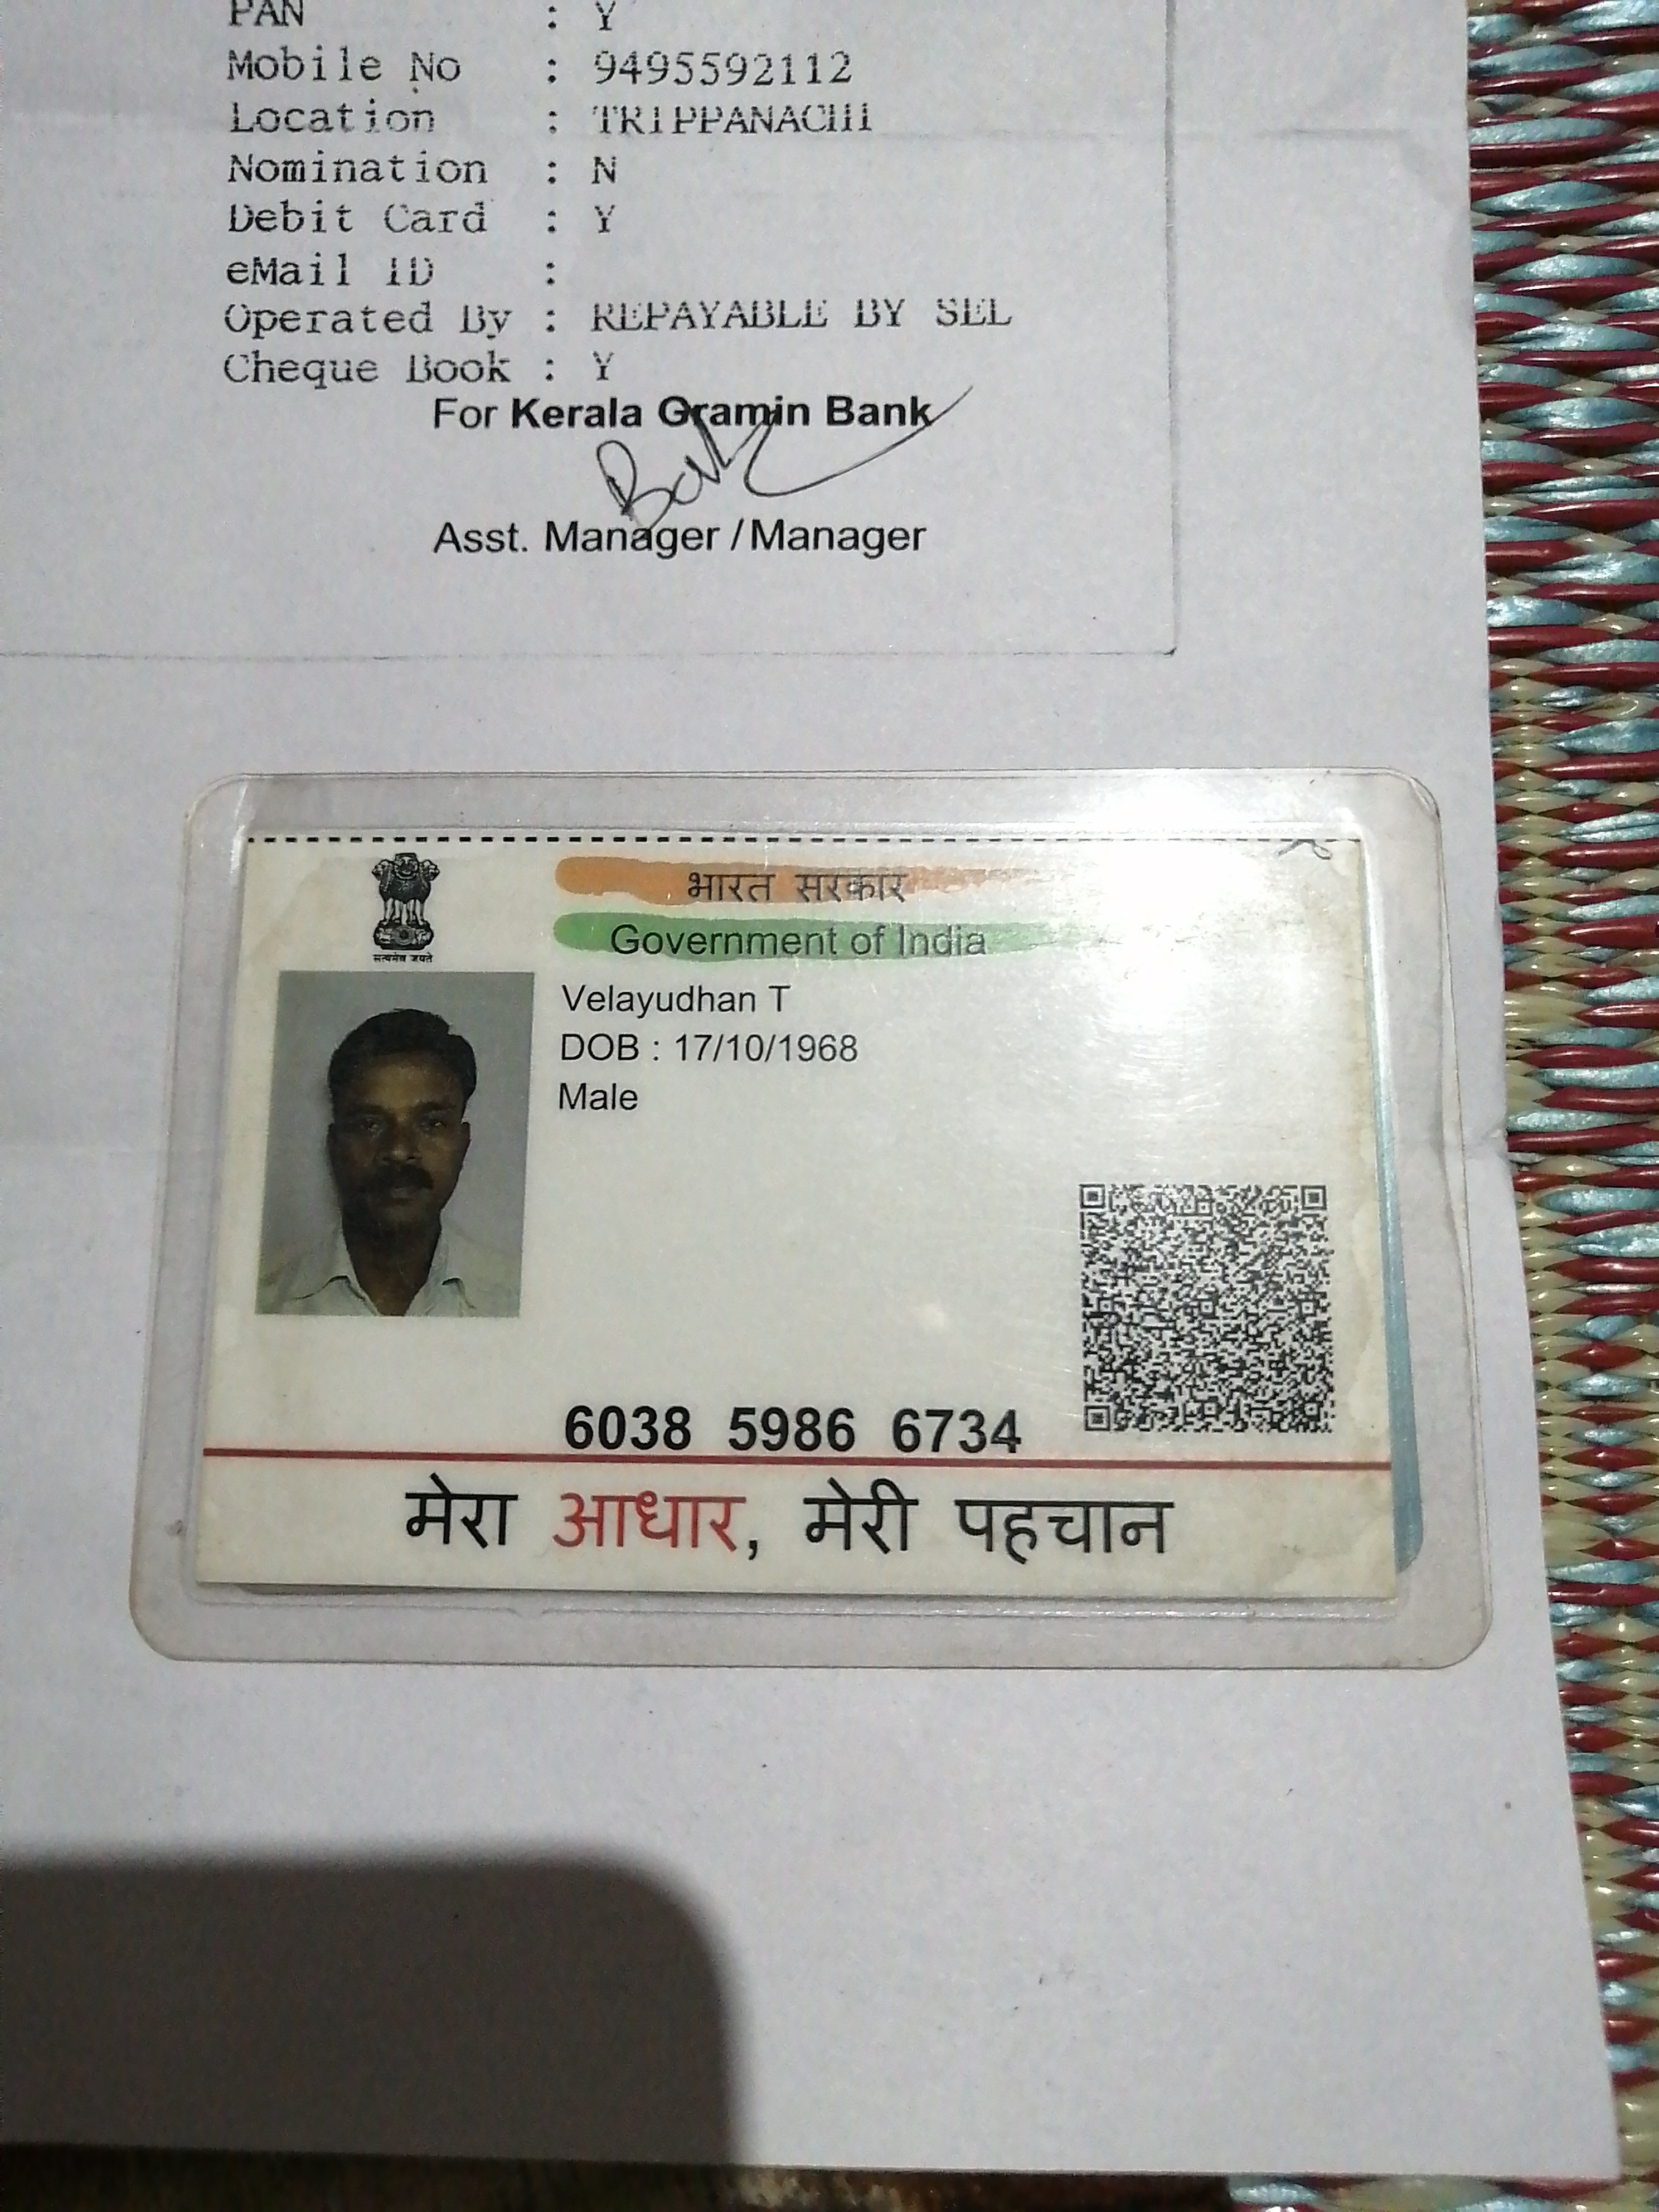 PAN : Y
Mobile No : 9495592112
Location : TRIPPANACHI
Nomination : N
Debit Card : Y
eMail ID :
Operated By : REPAYABLE BY SEL
Cheque Book : Y
For Kerala Gramin Bank
Asst. Manager / Manager
भारत सरकार
Government of India
सत्यमेव जयते
Velayudhan T
DOB : 17/10/1968
Male
6038 5986 6734
मेरा आधार, मेरी पहचान